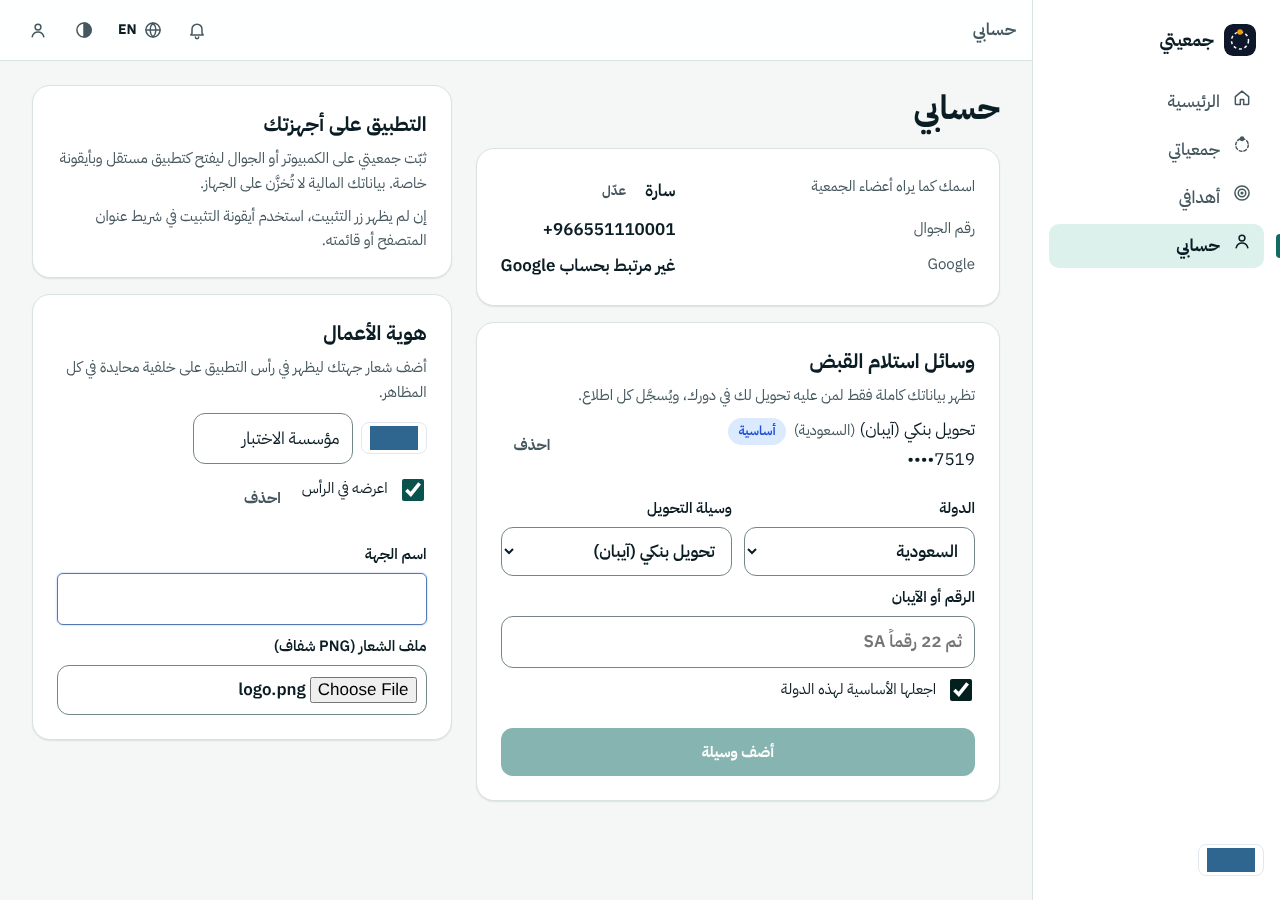 جمعيتي
الرئيسية
جمعياتي
أهدافي
حسابي
حسابي
EN
حسابي
اسمك كما يراه أعضاء الجمعية
سارة
عدّل
رقم الجوال
+966551110001
Google
غير مرتبط بحساب Google
وسائل استلام القبض
تظهر بياناتك كاملة فقط لمن عليه تحويل لك في دورك، ويُسجَّل كل اطلاع.
تحويل بنكي (آيبان) (السعودية) أساسية
••••7519
احذف
الدولة
وسيلة التحويل
السعودية
تحويل بنكي (آيبان)
الرقم أو الآيبان
SA ثم 22 رقماً
اجعلها الأساسية لهذه الدولة
أضف وسيلة
التطبيق على أجهزتك
ثبّت جمعيتي على الكمبيوتر أو الجوال ليفتح كتطبيق مستقل وبأيقونة
خاصة. بياناتك المالية لا تُخزَّن على الجهاز.
إن لم يظهر زر التثبيت، استخدم أيقونة التثبيت في شريط عنوان
المتصفح أو قائمته.
هوية الأعمال
أضف شعار جهتك ليظهر في رأس التطبيق على خلفية محايدة في كل
المظاهر.
مؤسسة الاختبار
اعرضه في الرأس
احذف
اسم الجهة
ملف الشعار (PNG شفاف)
Choose File logo.png